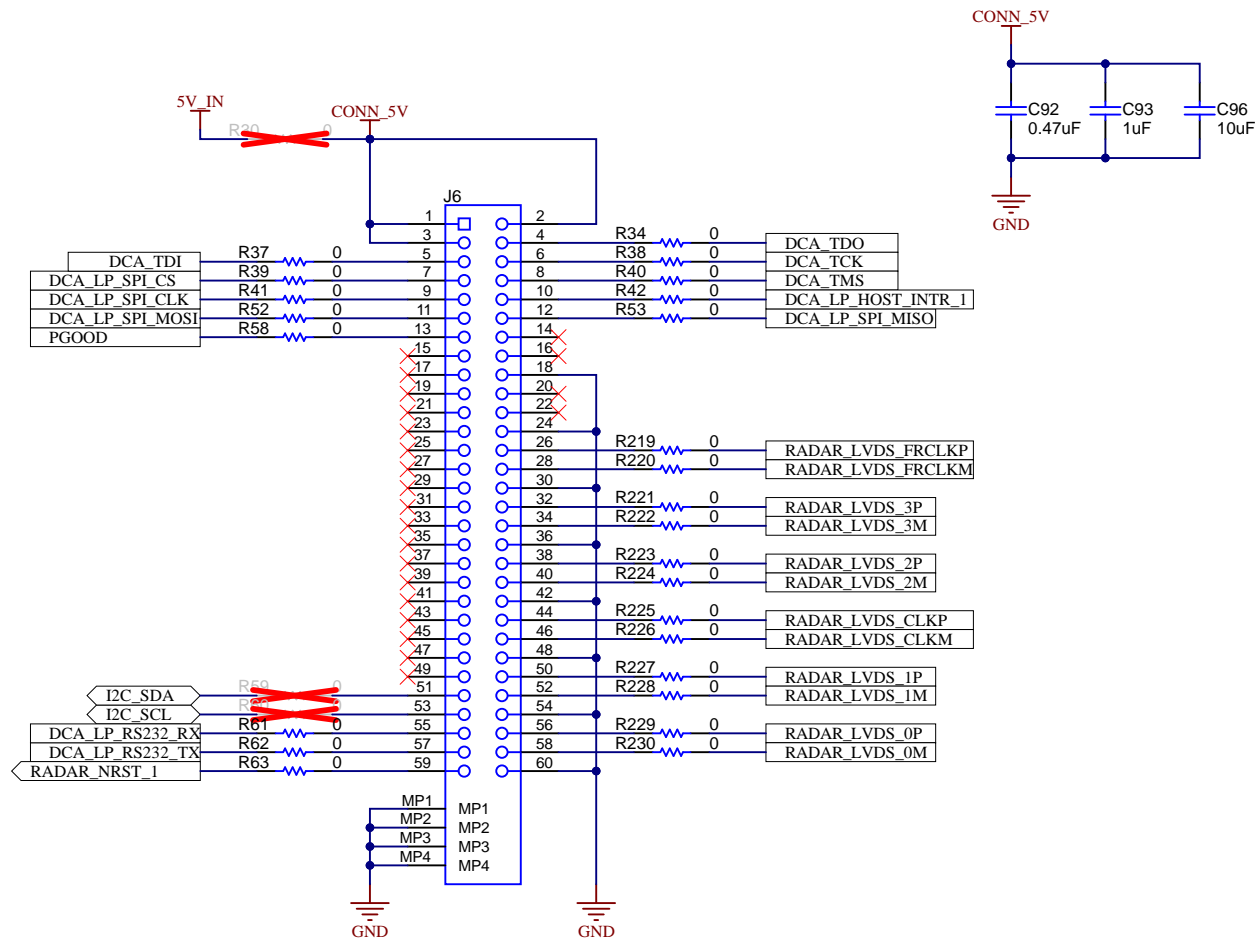 CONN_5V
C92
0.47uF
C93
1uF
C96
10uF
GND
5V_IN
R30 0
CONN_5V
J6
1 2
3 4 R34 0 DCA_TDO
DCA_TDI R37 0 5 6 R38 0 DCA_TCK
DCA_LP_SPI_CS R39 0 7 8 R40 0 DCA_TMS
DCA_LP_SPI_CLK R41 0 9 10 R42 0 DCA_LP_HOST_INTR_1
DCA_LP_SPI_MOSI R52 0 11 12 R53 0 DCA_LP_SPI_MISO
PGOOD R58 0 13 14
15 16
17 18
19 20
21 22
23 24
25 26 R219 0 RADAR_LVDS_FRCLKP
27 28 R220 0 RADAR_LVDS_FRCLKM
29 30
31 32 R221 0 RADAR_LVDS_3P
33 34 R222 0 RADAR_LVDS_3M
35 36
37 38 R223 0 RADAR_LVDS_2P
39 40 R224 0 RADAR_LVDS_2M
41 42
43 44 R225 0 RADAR_LVDS_CLKP
45 46 R226 0 RADAR_LVDS_CLKM
47 48
49 50 R227 0 RADAR_LVDS_1P
I2C_SDA R59 0 51 52 R228 0 RADAR_LVDS_1M
I2C_SCL 53 54
DCA_LP_RS232_RX R61 0 55 56 R229 0 RADAR_LVDS_0P
DCA_LP_RS232_TX R62 0 57 58 R230 0 RADAR_LVDS_0M
RADAR_NRST_1 R63 0 59 60
MP1 MP1
MP2 MP2
MP3 MP3
MP4 MP4
GND GND